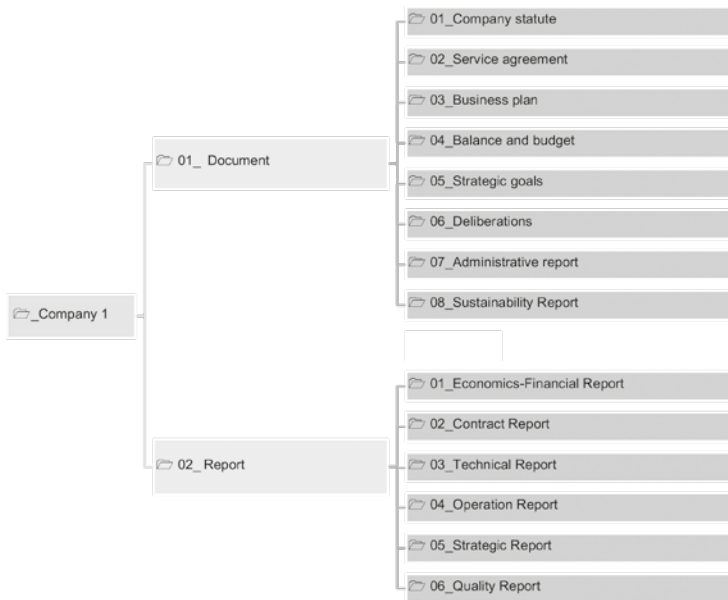 _Company 1
01_ Document
01_Company statute
02_Service agreement
03_Business plan
04_Balance and budget
05_Strategic goals
06_Deliberations
07_Administrative report
08_Sustainability Report
02_ Report
01_Economics-Financial Report
02_Contract Report
03_Technical Report
04_Operation Report
05_Strategic Report
06_Quality Report